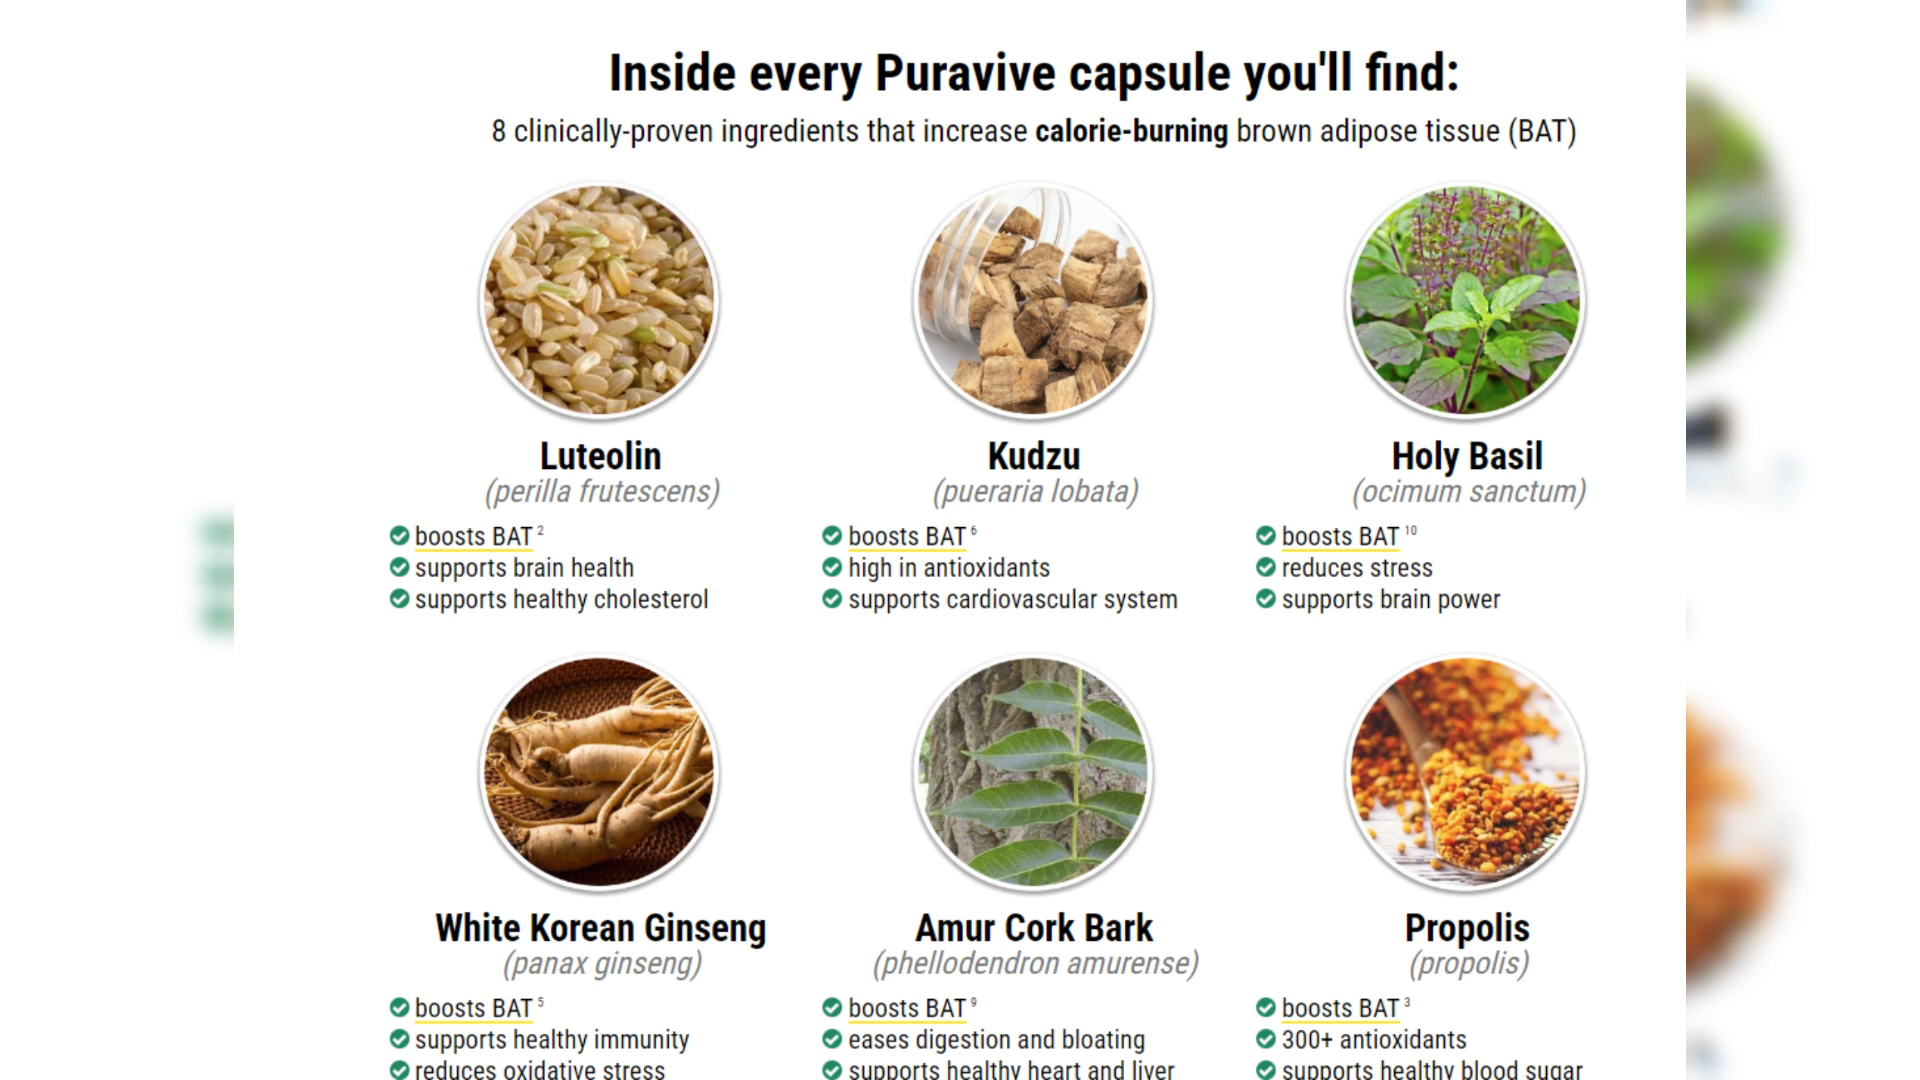 Inside every Puravive capsule you'll find:
8 clinically-proven ingredients that increase calorie-burning brown adipose tissue (BAT)
Luteolin
(perilla frutescens)
boosts BAT 2
supports brain health
supports healthy cholesterol
Kudzu
(pueraria lobata)
boosts BAT 6
high in antioxidants
supports cardiovascular system
Holy Basil
(ocimum sanctum)
boosts BAT 10
reduces stress
supports brain power
White Korean Ginseng
(panax ginseng)
boosts BAT 5
supports healthy immunity
reduces oxidative stress
Amur Cork Bark
(phellodendron amurense)
boosts BAT 9
eases digestion and bloating
supports healthy heart and liver
Propolis
(propolis)
boosts BAT 3
300+ antioxidants
supports healthy blood sugar